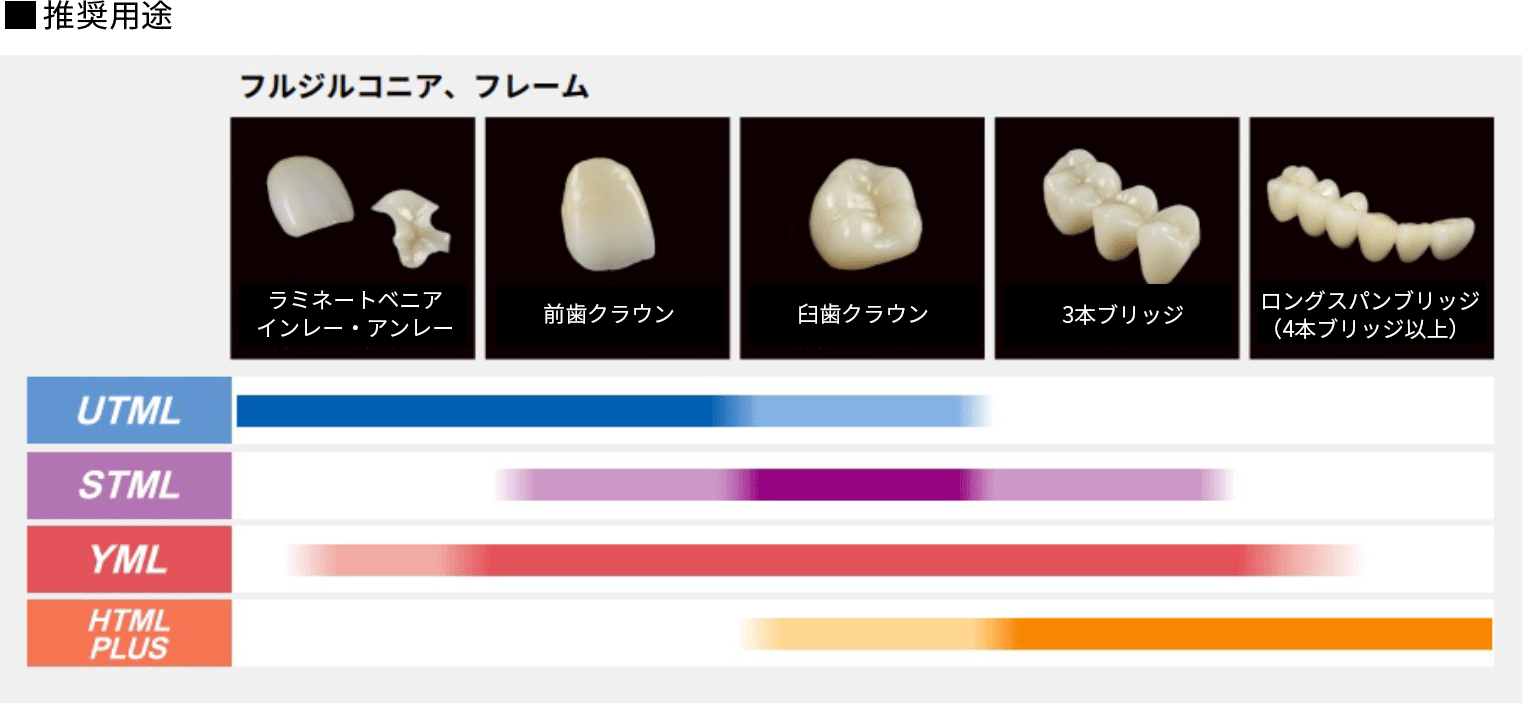 ■推奨用途
フルジルコニア、フレーム
ラミネートベニア
インレー・アンレー
前歯クラウン
臼歯クラウン
3本ブリッジ
ロングスパンブリッジ
（4本ブリッジ以上）
UTML
STML
YML
HTML
PLUS